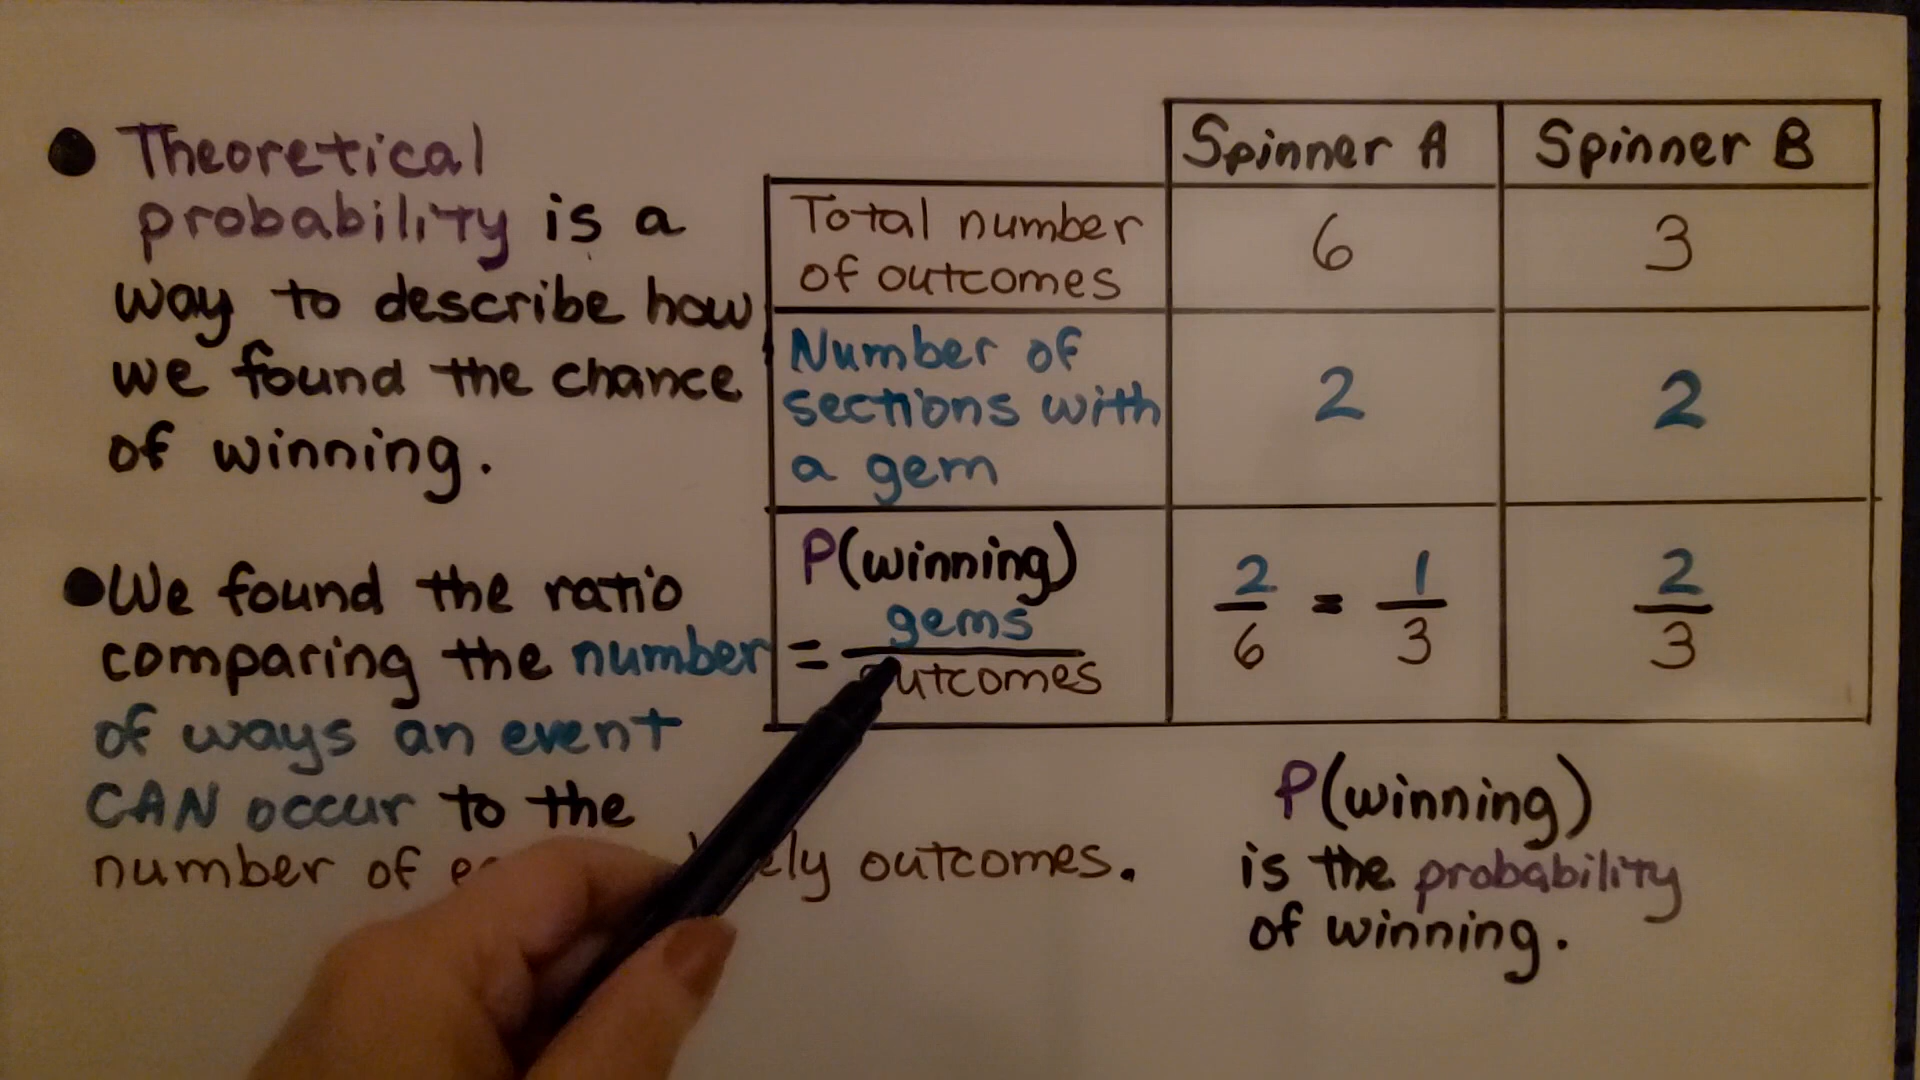 Theoretical
probability is a
way to describe how
we found the chance
of winning.
We found the ratio
comparing the number
of ways an event
CAN occur to the
number of outcomes.
Spinner A Spinner B
Total number
of outcomes
6 3
Number of
sections with
a gem
2 2
P(winning)
= gems
outcomes
2/6 = 1/3 2/3
P(winning)
is the probability
of winning.